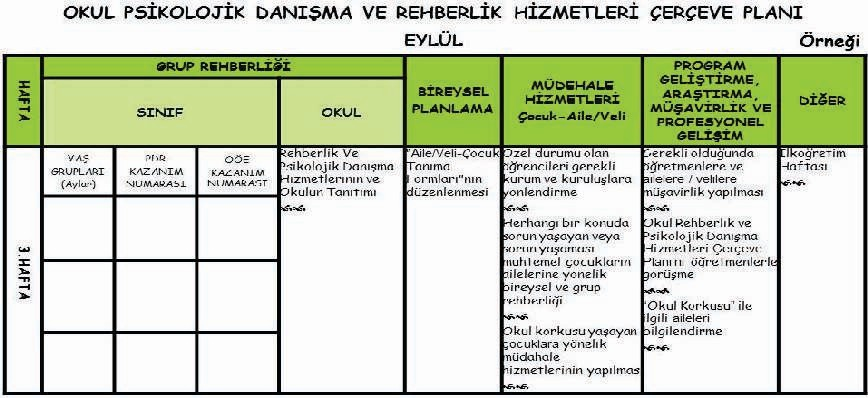 OKUL PSİKOLOJİK DANIŞMA VE REHBERLİK HİZMETLERİ ÇERÇEVE PLANI
EYLÜL
Örneği
HAFTA
GRUP REHBERLİĞİ
SINIF
OKUL
BİREYSEL
PLANLAMA
MÜDEHALE
HİZMETLERİ
Çocuk-Aile/Veli
PROGRAM
GELİŞTİRME,
ARAŞTIRMA,
MÜŞAVİRLİK VE
PROFESYONEL
GELİŞİM
DİĞER
3.HAFTA
YAŞ
GRUPLARI
(Aylar)
PDR
KAZANIM
NUMARASI
OÖE
KAZANIM
NUMARASI
Rehberlik Ve
Psikolojik Danışma
Hizmetlerinin ve
Okulun Tanıtımı
"Aile/Veli-Çocuk
Tanıma
Formları"nın
düzenlenmesi
Özel durumu olan
öğrencileri gerekli
kurum ve kuruluşlara
yönlendirme
Herhangi bir konuda
sorun yaşayan veya
sorun yaşaması
muhtemel çocukların
ailelerine yönelik
bireysel ve grup
rehberliği
Okul korkusu yaşayan
çocuklara yönelik
müdahale
hizmetlerinin yapılması
Gerekli olduğunda
öğretmenlere ve
ailelere / velilere
müşavirlik yapılması
Okul Rehberlik ve
Psikolojik Danışma
Hizmetleri Çerçeve
Planını öğretmenlerle
görüşme
"Okul Korkusu" ile
ilgili aileleri
bilgilendirme
İlköğretim
Haftası